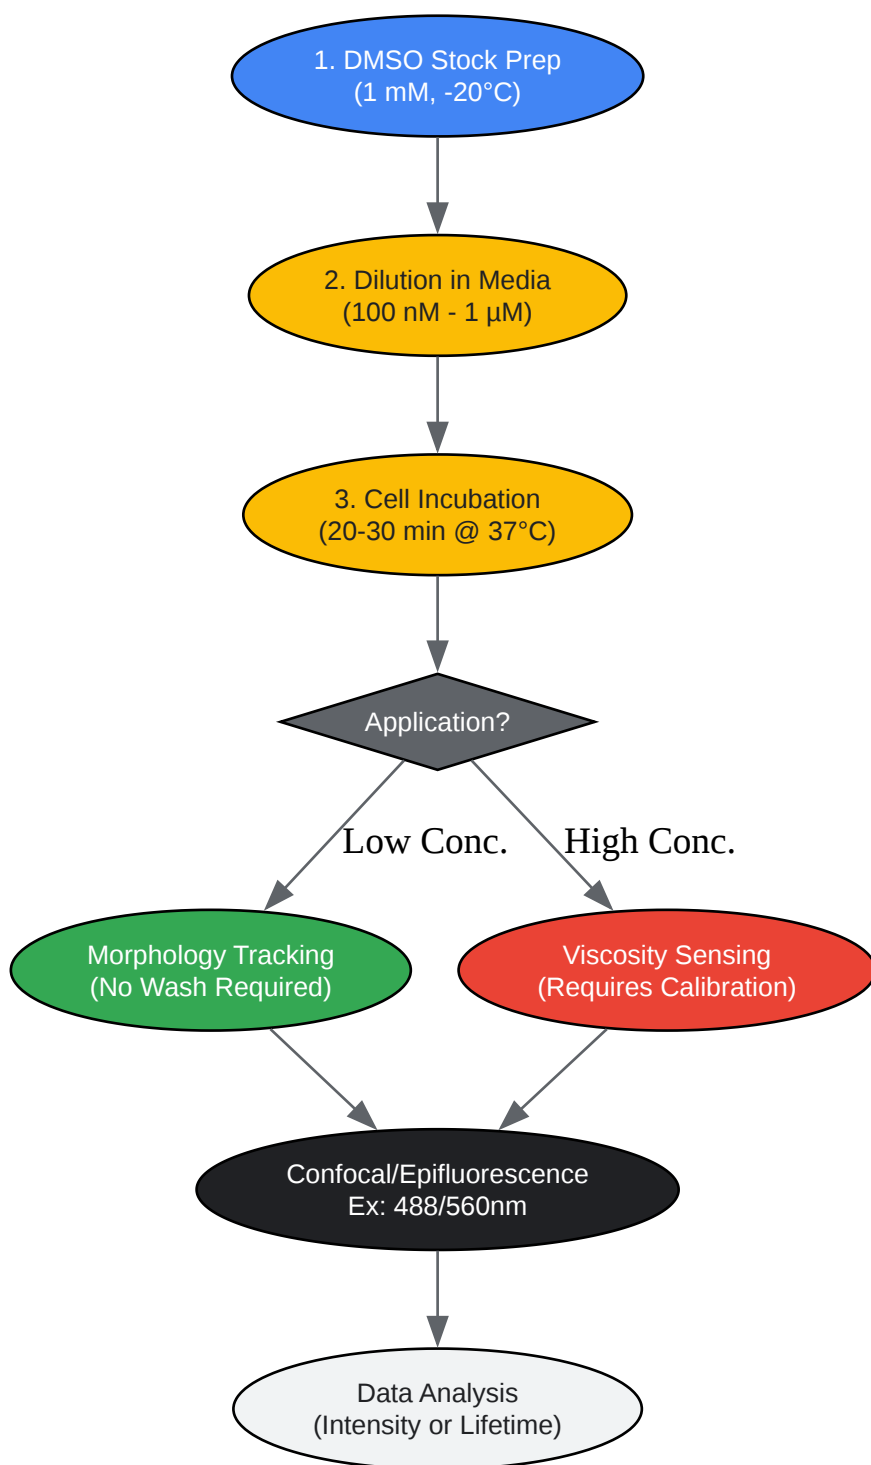 1. DMSO Stock Prep
(1 mM, -20°C)
2. Dilution in Media
(100 nM - 1 µM)
3. Cell Incubation
(20-30 min @ 37°C)
Application?
Low Conc.
High Conc.
Morphology Tracking
(No Wash Required)
Viscosity Sensing
(Requires Calibration)
Confocal/Epifluorescence
Ex: 488/560nm
Data Analysis
(Intensity or Lifetime)